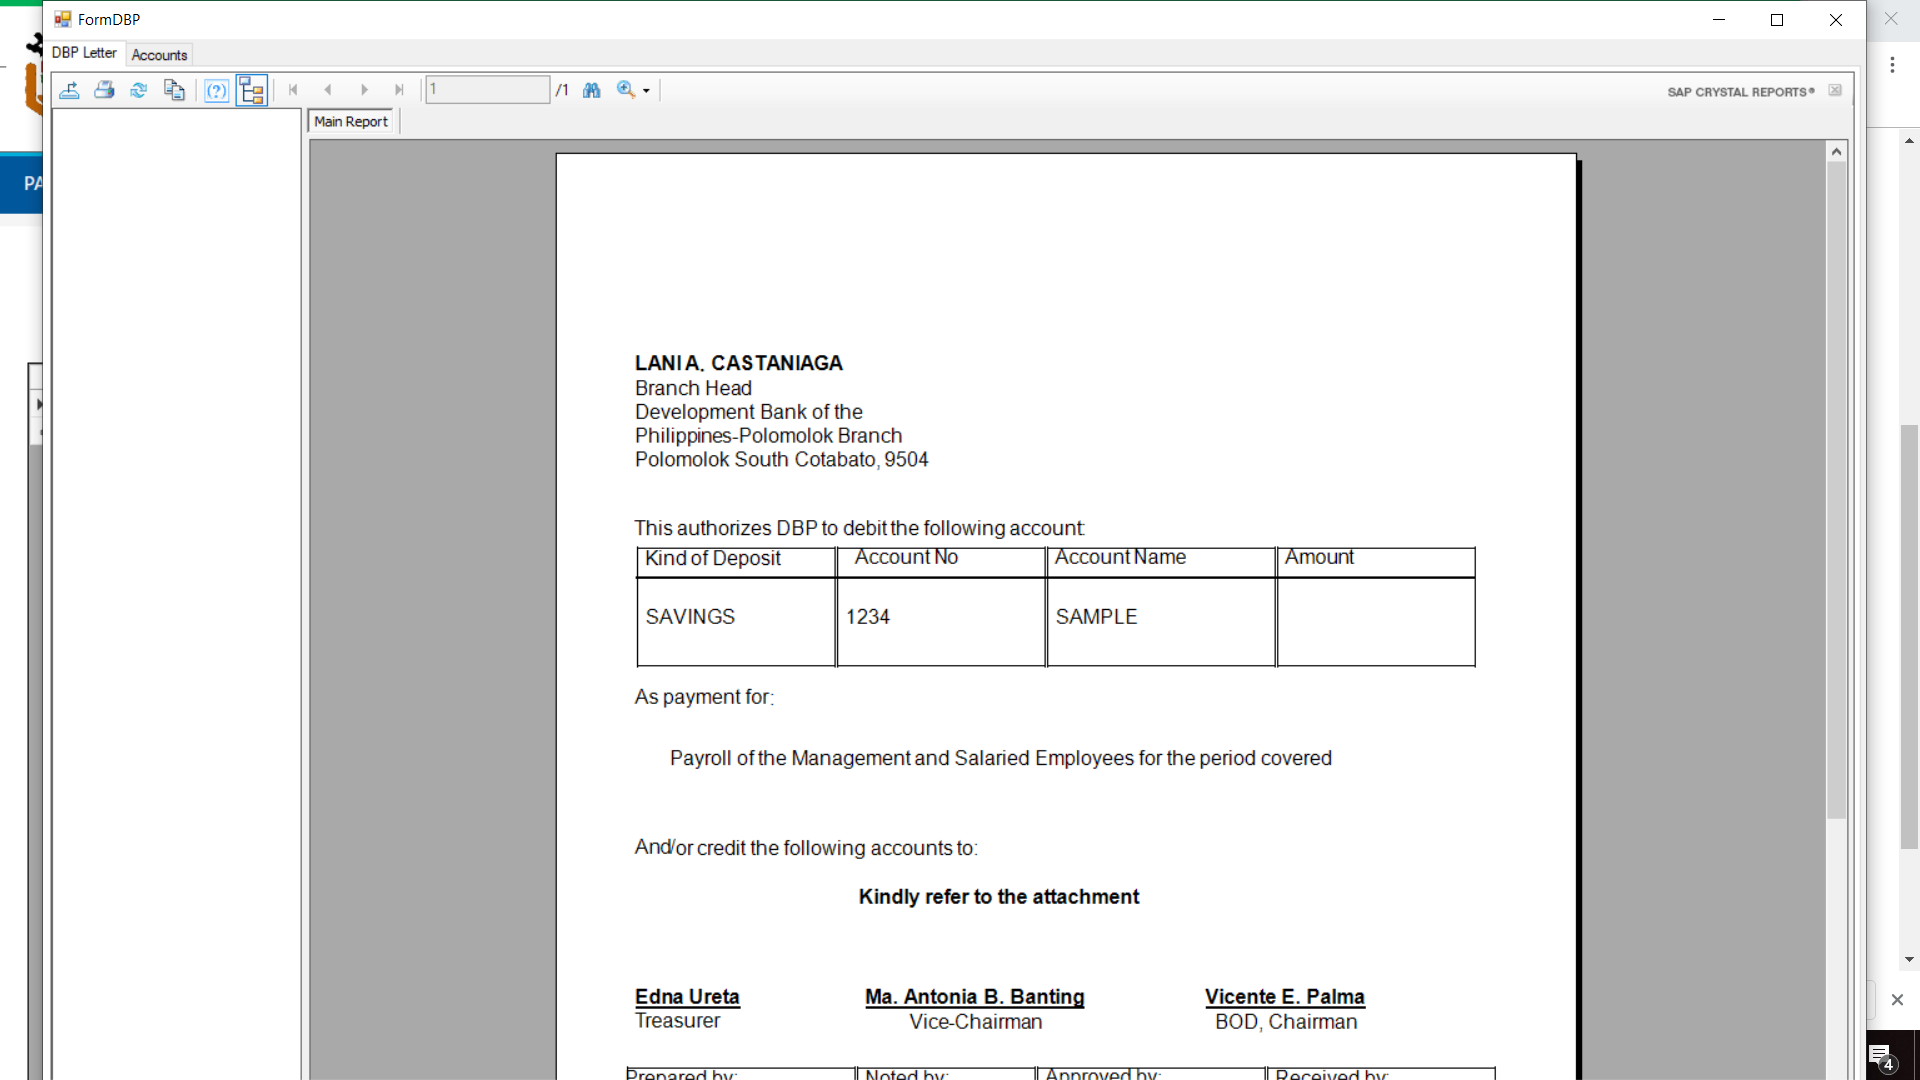 FormDBP
DBP Letter
Accounts
1
/1
SAP CRYSTAL REPORTS®
Main Report
PA
LANI A. CASTANIAGA
Branch Head
Development Bank of the
Philippines-Polomolok Branch
Polomolok South Cotabato, 9504
This authorizes DBP to debit the following account:
Kind of Deposit Account No Account Name Amount
SAVINGS 1234 SAMPLE
As payment for:
Payroll of the Management and Salaried Employees for the period covered
And/or credit the following accounts to:
Kindly refer to the attachment
Edna Ureta Ma. Antonia B. Banting Vicente E. Palma
Treasurer Vice-Chairman BOD, Chairman
Prepared by: Noted by: Approved by: Received by:
4